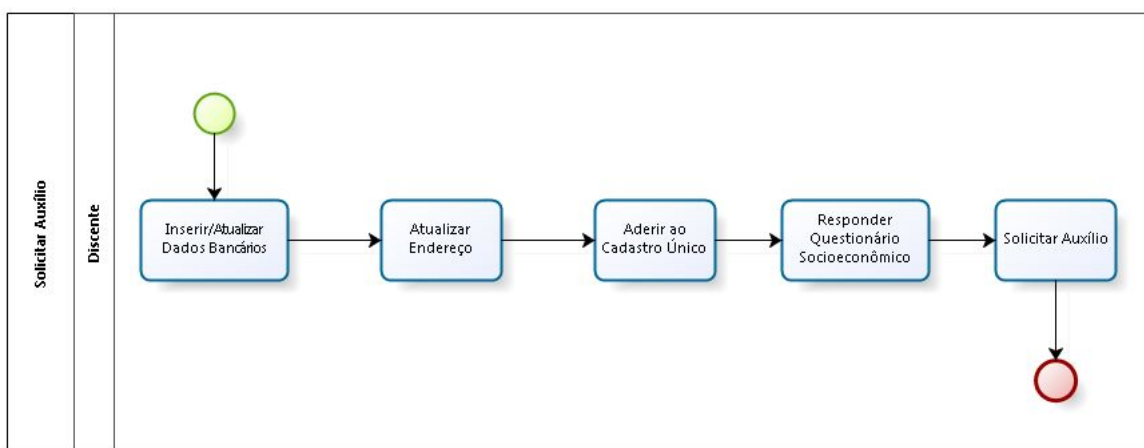 Solicitar Auxílio
Discente
Inserir/Atualizar
Dados Bancários
Atualizar
Endereço
Aderir ao
Cadastro Único
Responder
Questionário
Socioeconômico
Solicitar Auxílio